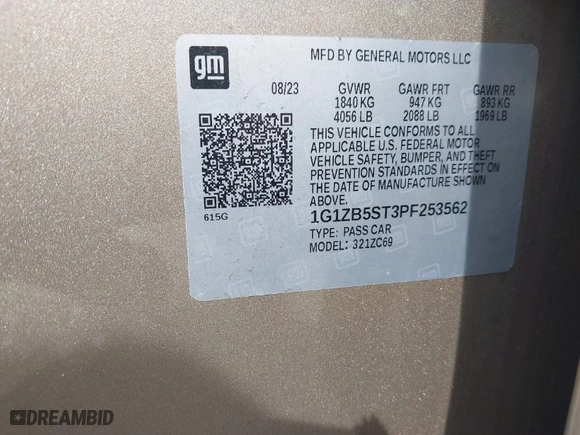 gm
MFD BY GENERAL MOTORS LLC
08/23 GVWR GAWR FRT GAWR RR
1840 KG 947 KG 893 KG
4056 LB 2088 LB 1969 LB
THIS VEHICLE CONFORMS TO ALL
APPLICABLE U.S. FEDERAL MOTOR
VEHICLE SAFETY, BUMPER, AND THEFT
PREVENTION STANDARDS IN EFFECT ON
THE DATE OF MANUFACTURE SHOWN
ABOVE.
615G
1G1ZB5ST3PF253562
TYPE: PASS CAR
MODEL: 321ZC69
DREAMBID